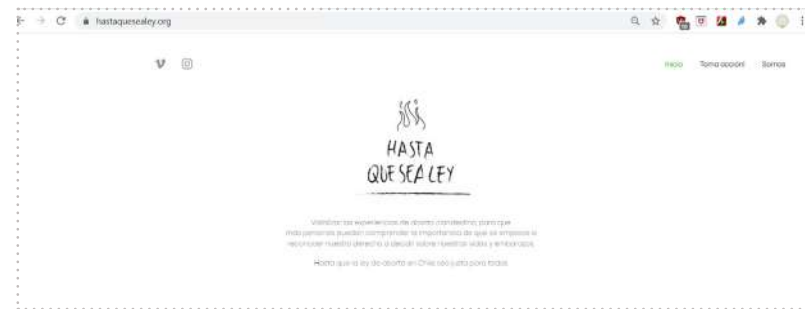 hastaquesealey.org
Inicio Toma acción! Somos
HASTA
QUE SEA LEY
Visibilizar las experiencias de aborto clandestino, para que
más personas puedan comprender la importancia de que se empiece a
reconocer nuestro derecho a decidir sobre nuestras vidas y embarazos.
Hasta que la ley de aborto en Chile sea justa para todas